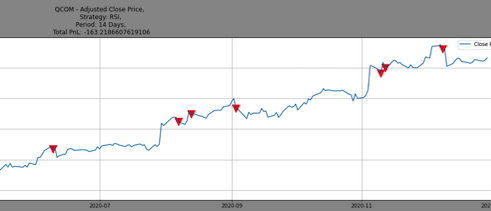 QCOM - Adjusted Close Price,
Strategy: RSI,
Period: 14 Days,
Total PnL: -163.2186607619106
Close
2020-07
2020-09
2020-11